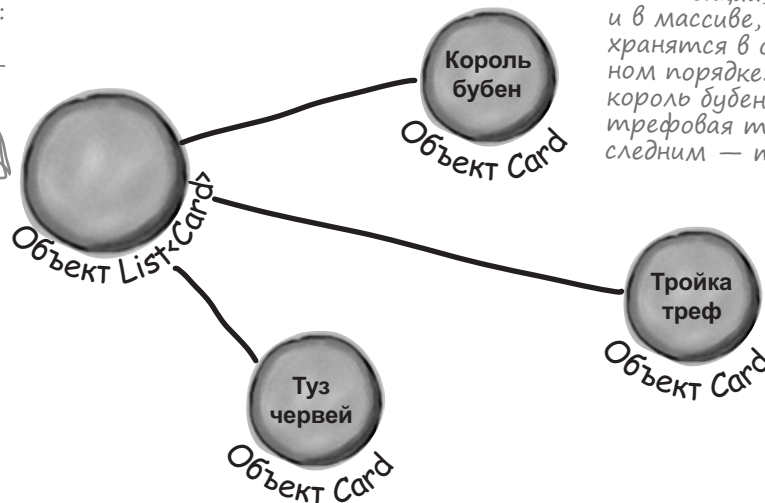 и в массиве,
хранятся в
ном порядке.
король бубен
трефовая
следним —
Король
бубен
Объект Card
Объект List<Card>
Тройка
треф
Объект Card
Туз
червей
Объект Card